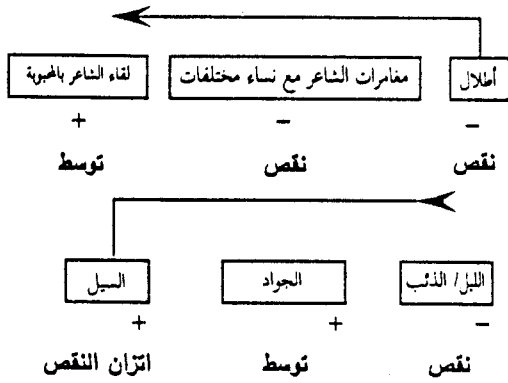 أطلال مغامرات الشاعر مع نساء مختلفات لقاء الشاعر بالمحبوبة
− − +
نقص نقص توسط
الليل / الذئب الجواد السيل
− + +
نقص توسط اتزان النقص